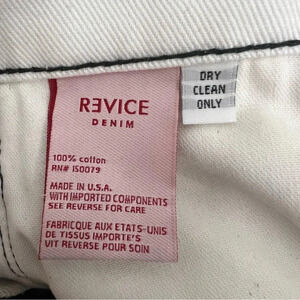 REVICE
DENIM
100% cotton
RN# 150079
MADE IN U.S.A.
WITH IMPORTED COMPONENTS
SEE REVERSE FOR CARE
FABRICQUE AUX ETATS-UNIS
DE TISSUS IMPORTE'S
VIT REVERSE POUR SOIN
DRY
CLEAN
ONLY